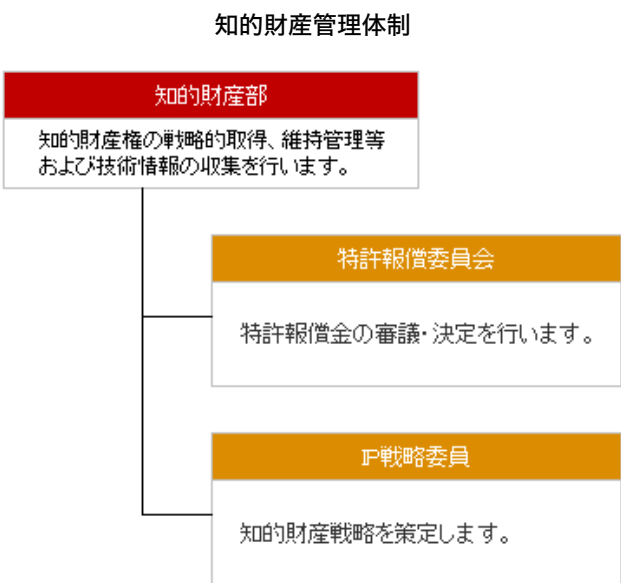 知的財産管理体制
知的財産部
知的財産権の戦略的取得、維持管理等
および技術情報の収集を行います。
特許報償委員会
特許報償金の審議・決定を行います。
IP戦略委員
知的財産戦略を策定します。